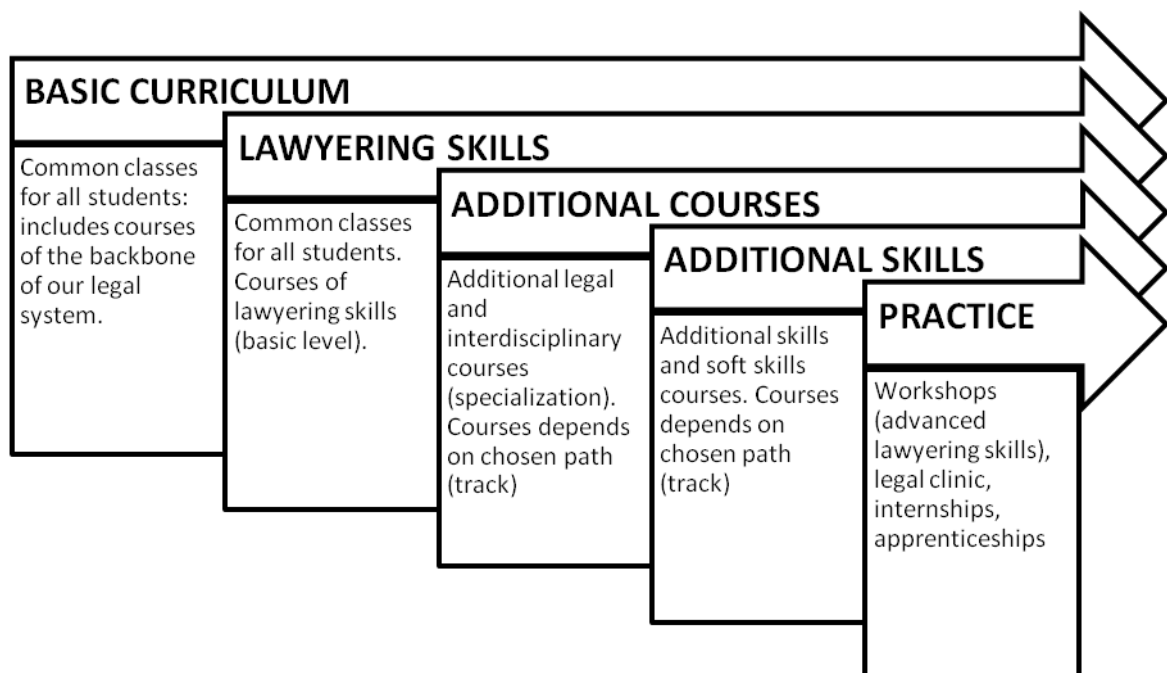 BASIC CURRICULUM
Common classes
for all students:
includes courses
of the backbone
of our legal
system.
LAWYERING SKILLS
Common classes
for all students.
Courses of
lawyering skills
(basic level).
ADDITIONAL COURSES
Additional legal
and
interdisciplinary
courses
(specialization).
Courses depends
on chosen path
(track)
ADDITIONAL SKILLS
Additional skills
and soft skills
courses. Courses
depends on
chosen path
(track)
PRACTICE
Workshops
(advanced
lawyering skills),
legal clinic,
internships,
apprenticeships